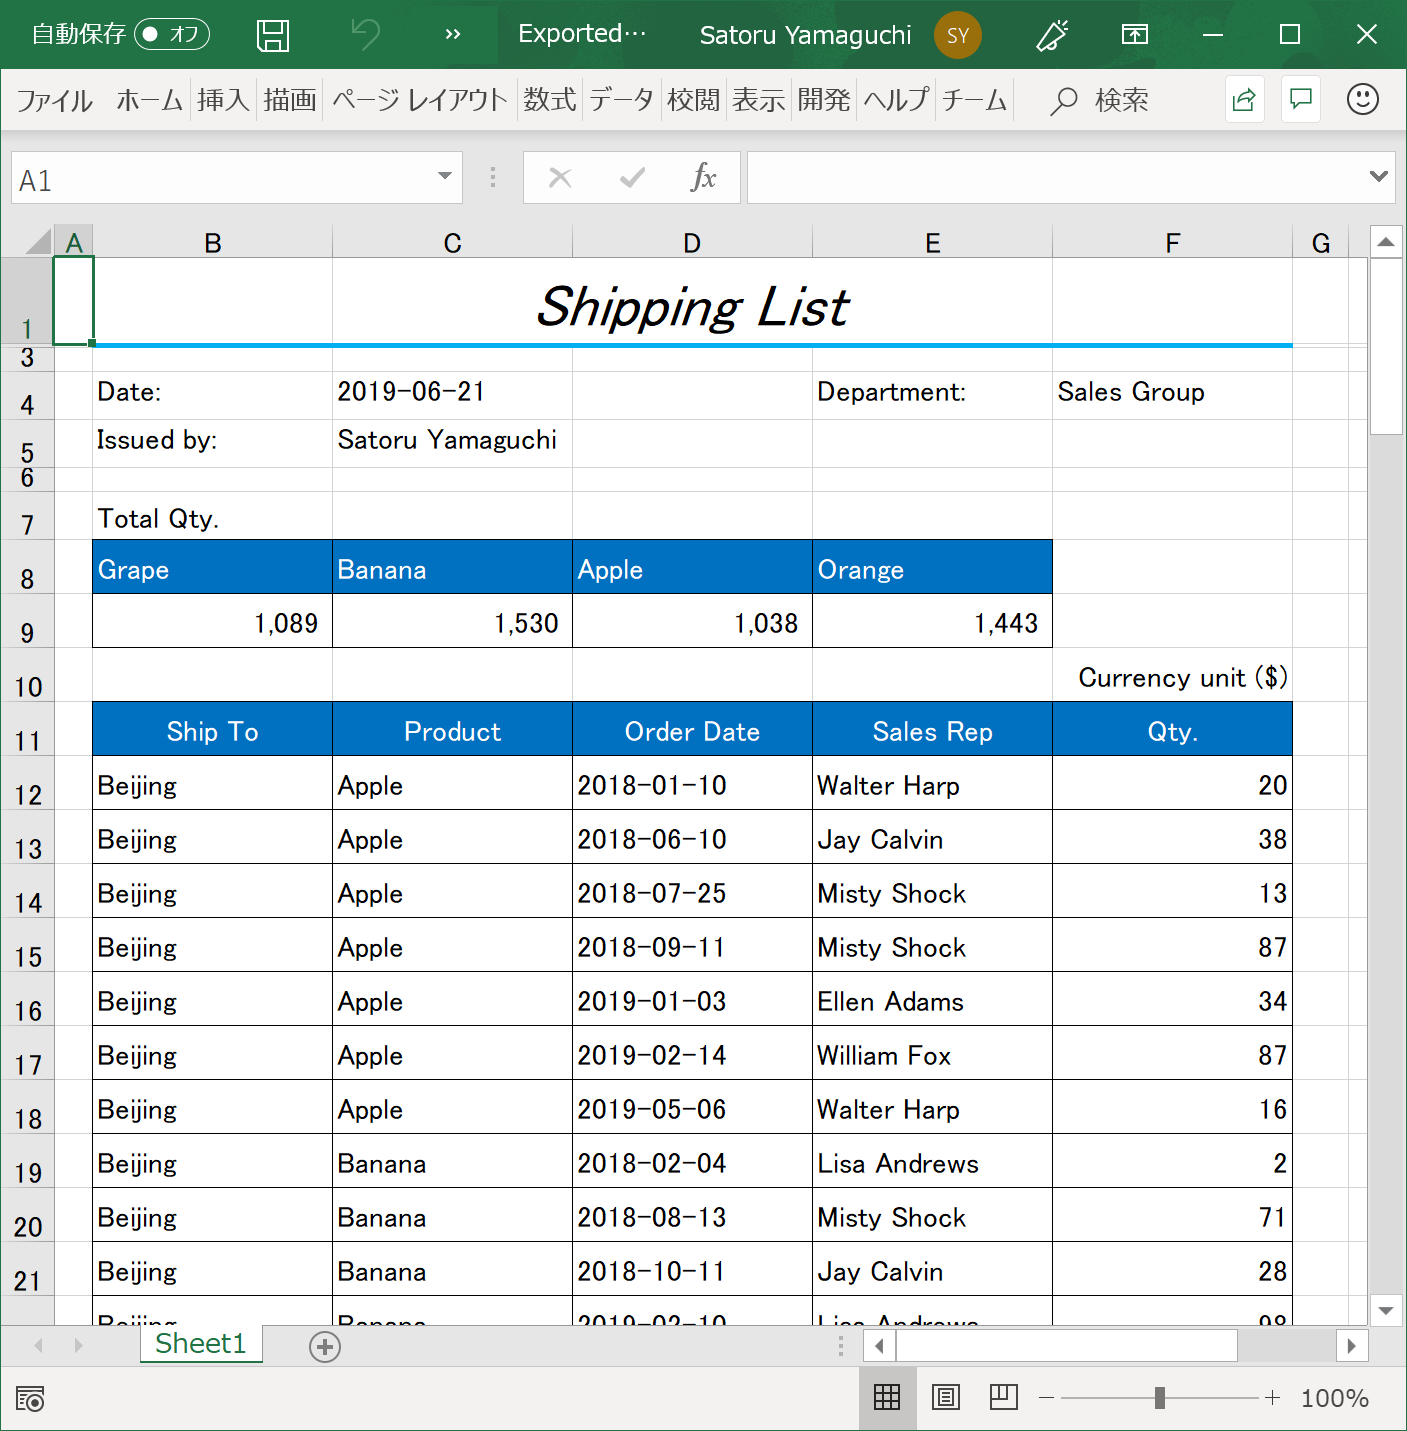 自動保存 オフ » Exported… Satoru Yamaguchi SY
ファイル ホーム 挿入 描画 ページ レイアウト 数式 データ 校閲 表示 開発 ヘルプ チーム 検索
A1 fx
A B C D E F G
1 Shipping List
3
4 Date: 2019-06-21 Department: Sales Group
5 Issued by: Satoru Yamaguchi
6
7 Total Qty.
8 Grape Banana Apple Orange
9 1,089 1,530 1,038 1,443
10 Currency unit ($)
11 Ship To Product Order Date Sales Rep Qty.
12 Beijing Apple 2018-01-10 Walter Harp 20
13 Beijing Apple 2018-06-10 Jay Calvin 38
14 Beijing Apple 2018-07-25 Misty Shock 13
15 Beijing Apple 2018-09-11 Misty Shock 87
16 Beijing Apple 2019-01-03 Ellen Adams 34
17 Beijing Apple 2019-02-14 William Fox 87
18 Beijing Apple 2019-05-06 Walter Harp 16
19 Beijing Banana 2018-02-04 Lisa Andrews 2
20 Beijing Banana 2018-08-13 Misty Shock 71
21 Beijing Banana 2018-10-11 Jay Calvin 28
Beijing Banana 2019-02-10 Lisa Andrews 98
Sheet1
100%